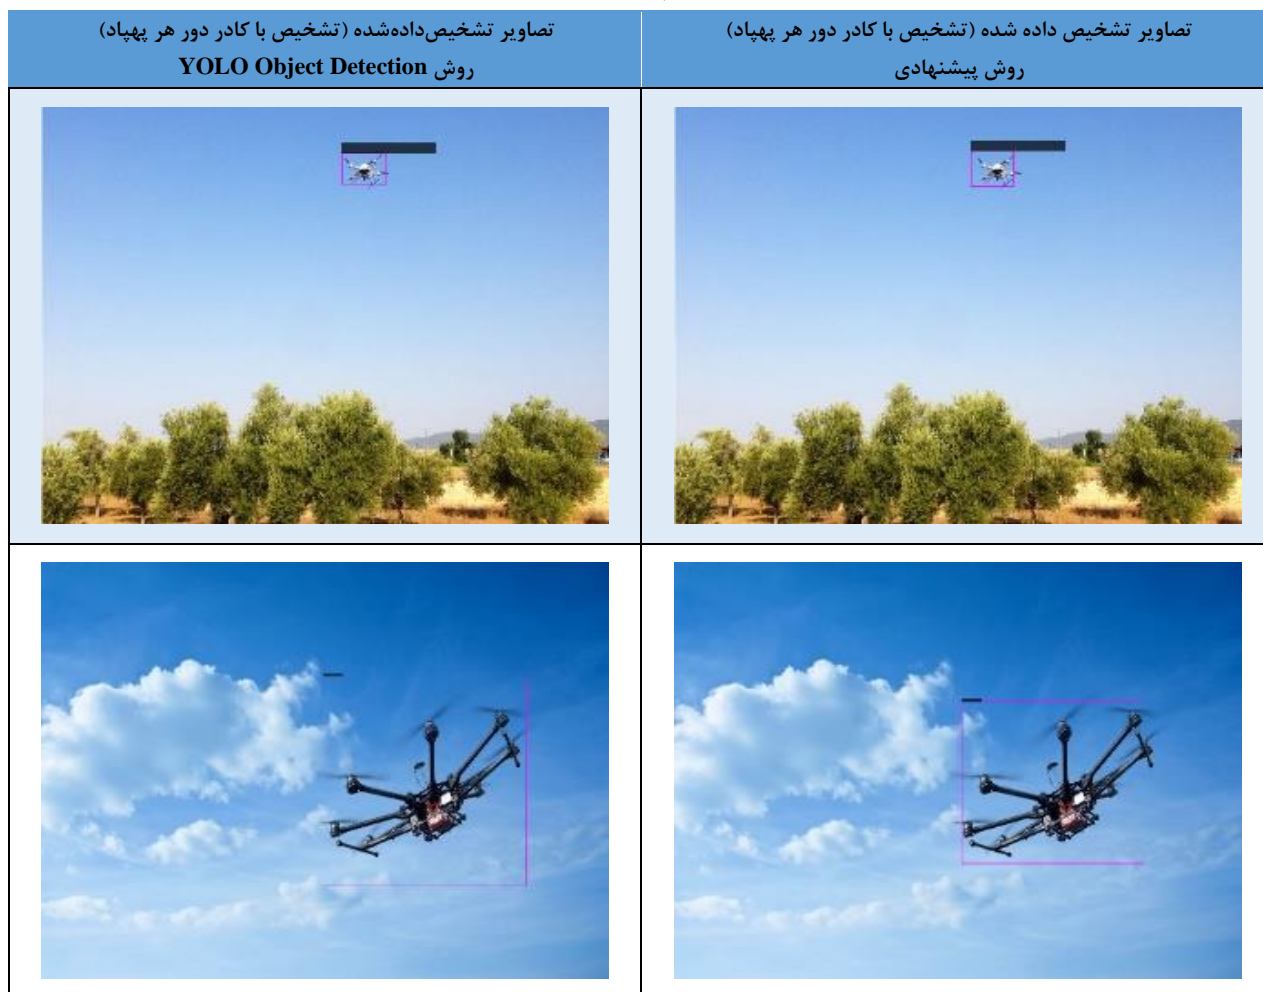 تصاویر تشخیص داده شده (تشخیص با کادر دور هر پهپاد)
روش پیشنهادی
تصاویر تشخیص‌داده‌شده (تشخیص با کادر دور هر پهپاد)
روش YOLO Object Detection